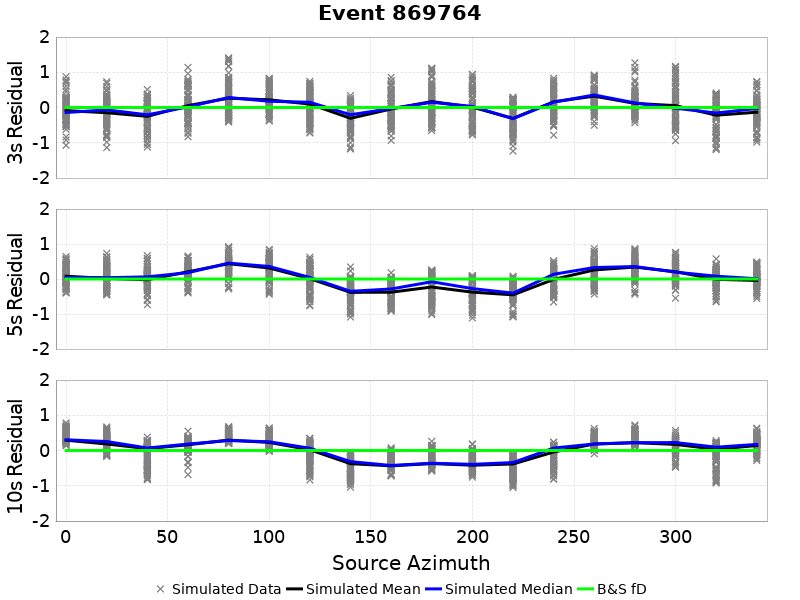 Event 869764
3s Residual
2
1
0
-1
-2
5s Residual
2
1
0
-1
-2
10s Residual
2
1
0
-1
-2
0 50 100 150 200 250 300
Source Azimuth
Simulated Data Simulated Mean Simulated Median B&S fD